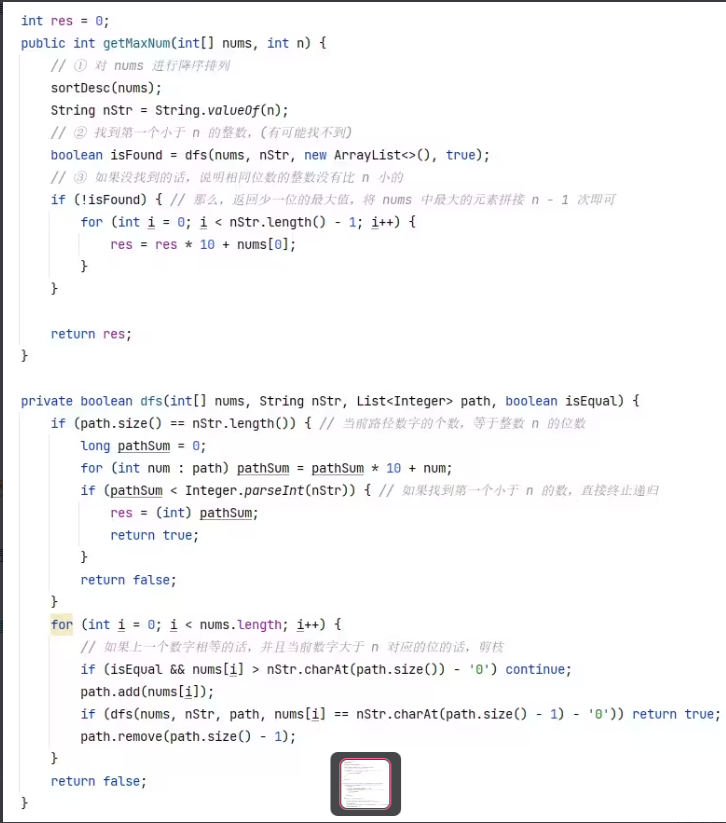 int res = 0;
public int getMaxNum(int[] nums, int n) {
// ① 对 nums 进行降序排列
sortDesc(nums);
String nStr = String.valueOf(n);
// ② 找到第一个小于 n 的整数，(有可能找不到)
boolean isFound = dfs(nums, nStr, new ArrayList<>(), true);
// ③ 如果没找到的话，说明相同位数的整数没有比 n 小的
if (!isFound) { // 那么，返回少一位的最大值，将 nums 中最大的元素拼接 n - 1 次即可
for (int i = 0; i < nStr.length() - 1; i++) {
res = res * 10 + nums[0];
}
}
return res;
}
private boolean dfs(int[] nums, String nStr, List<Integer> path, boolean isEqual) {
if (path.size() == nStr.length()) { // 当前路径数字的个数，等于整数 n 的位数
long pathSum = 0;
for (int num : path) pathSum = pathSum * 10 + num;
if (pathSum < Integer.parseInt(nStr)) { // 如果找到第一个小于 n 的数，直接终止递归
res = (int) pathSum;
return true;
}
return false;
}
for (int i = 0; i < nums.length; i++) {
// 如果上一个数字相等的话，并且当前数字大于 n 对应的位的话，剪枝
if (isEqual && nums[i] > nStr.charAt(path.size()) - '0') continue;
path.add(nums[i]);
if (dfs(nums, nStr, path, nums[i] == nStr.charAt(path.size() - 1) - '0')) return true;
path.remove(path.size() - 1);
}
return false;
}